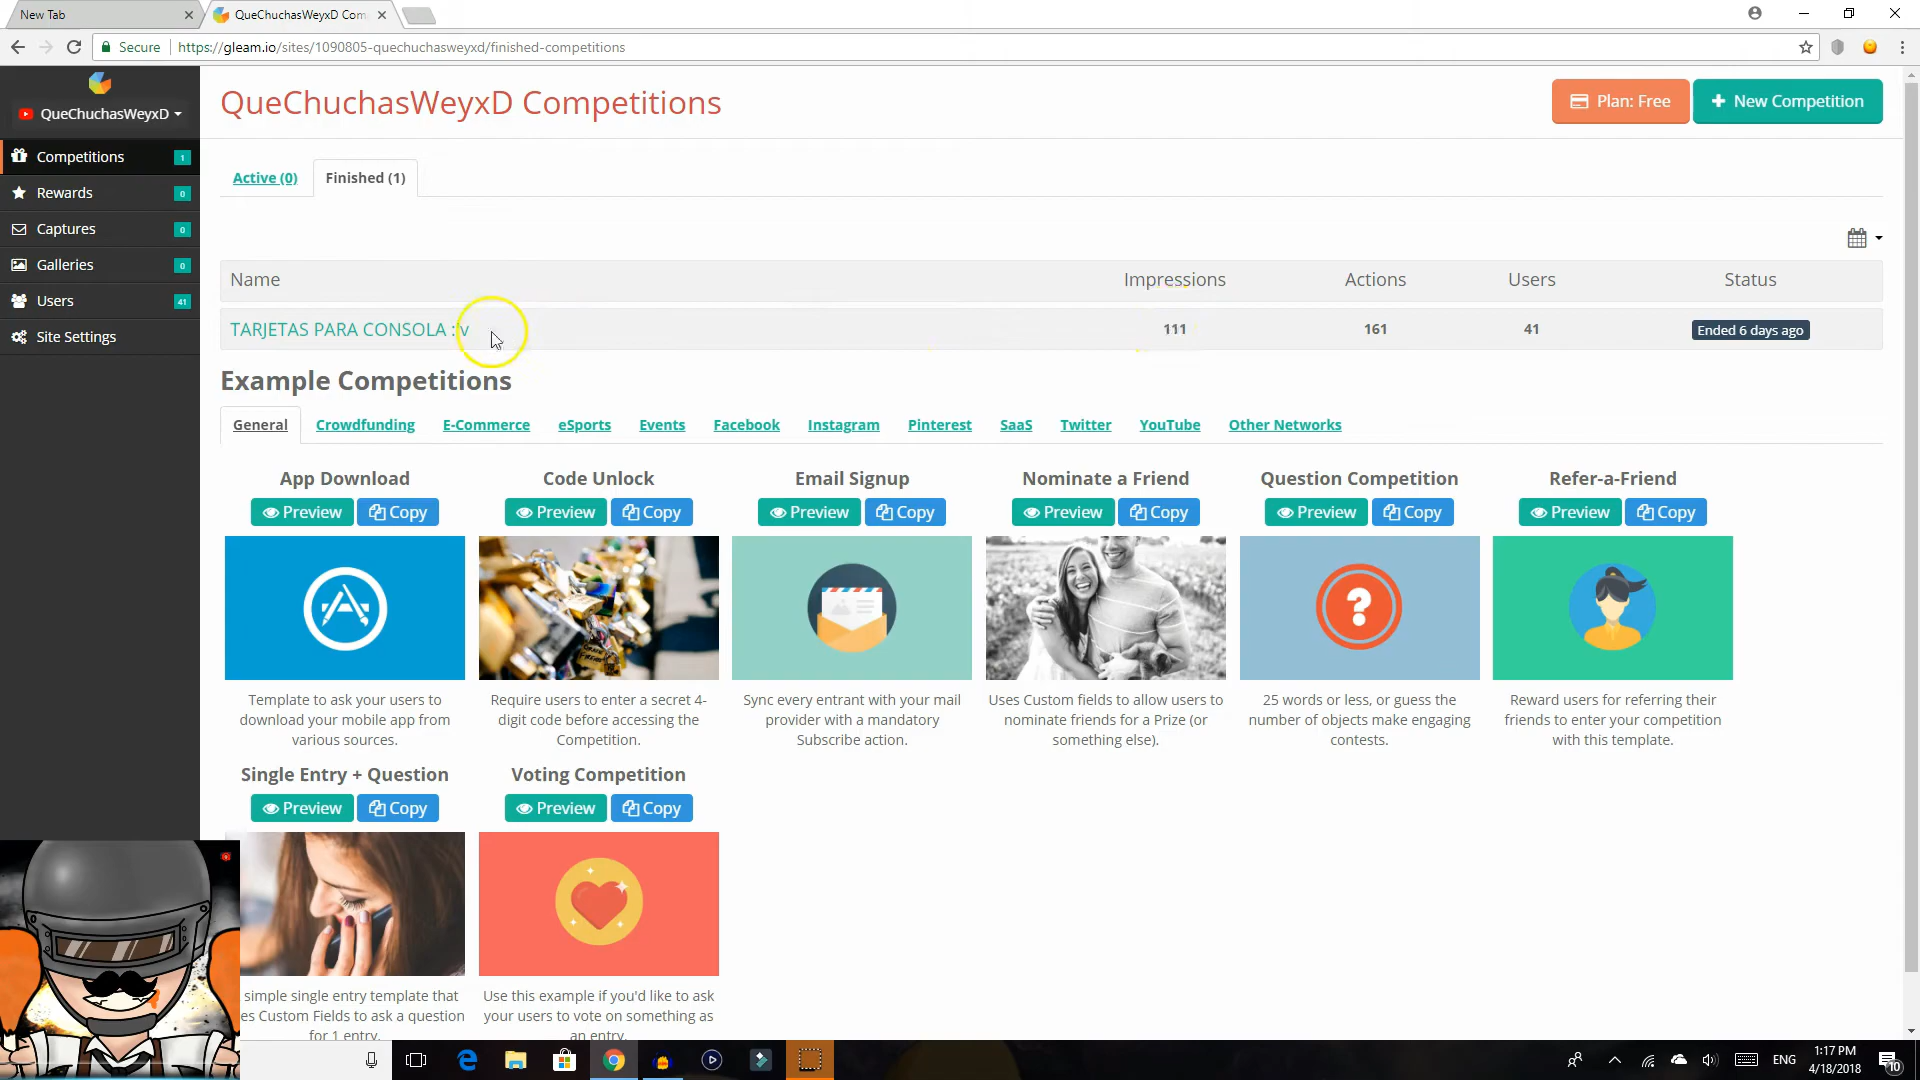 New Tab
QueChuchasWeyxD Com
Secure
https://gleam.io/sites/1090805-quechuchasweyxd/finished-competitions
QueChuchasWeyxD
Competitions 1
Rewards 0
Captures 0
Galleries 0
Users 41
Site Settings
QueChuchasWeyxD Competitions
Plan: Free
New Competition
Active (0)
Finished (1)
Name Impressions Actions Users Status
TARJETAS PARA CONSOLA :'v 111 161 41 Ended 6 days ago
Example Competitions
General Crowdfunding E-Commerce eSports Events Facebook Instagram Pinterest SaaS Twitter YouTube Other Networks
App Download
Preview Copy
Template to ask your users to
download your mobile app from
various sources.
Code Unlock
Preview Copy
Require users to enter a secret 4-
digit code before accessing the
Competition.
Email Signup
Preview Copy
Sync every entrant with your mail
provider with a mandatory
Subscribe action.
Nominate a Friend
Preview Copy
Uses Custom fields to allow users to
nominate friends for a Prize (or
something else).
Question Competition
Preview Copy
25 words or less, or guess the
number of objects make engaging
contests.
Refer-a-Friend
Preview Copy
Reward users for referring their
friends to enter your competition
with this template.
Single Entry + Question
Preview Copy
simple single entry template that
es Custom Fields to ask a question
for 1 entry.
Voting Competition
Preview Copy
Use this example if you'd like to ask
your users to vote on something as
an entry.
ENG
1:17 PM
4/18/2018
10